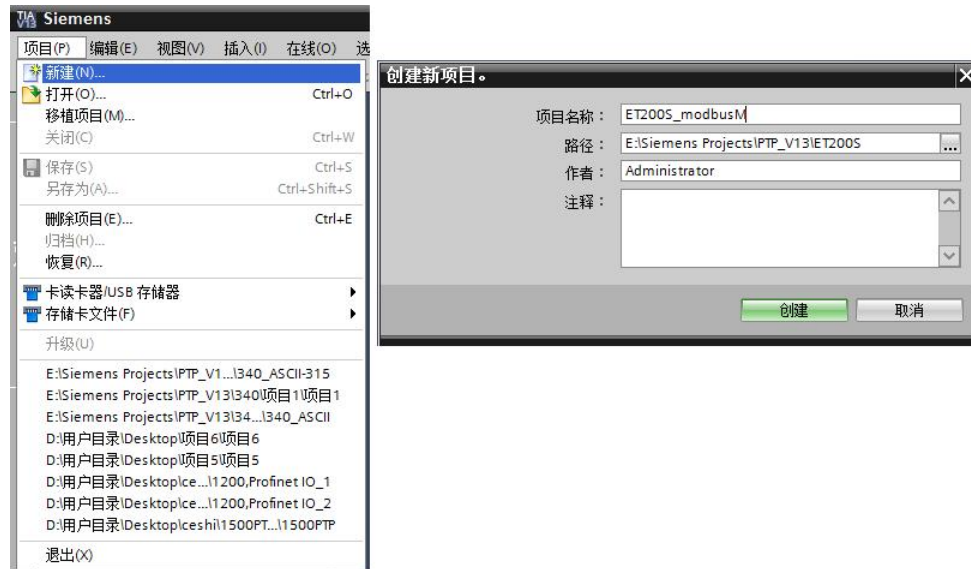 Siemens
项目(P) 编辑(E) 视图(V) 插入(I) 在线(O) 选
新建(N)...
打开(O)... Ctrl+O
移植项目(M)...
关闭(C) Ctrl+W
保存(S) Ctrl+S
另存为(A)... Ctrl+Shift+S
删除项目(E)... Ctrl+E
归档(H)...
恢复(R)...
卡读卡器/USB 存储器
存储卡文件(F)
升级(U)
E:\Siemens Projects\PTP_V1...\340_ASCII-315
E:\Siemens Projects\PTP_V13\340\项目1\项目1
E:\Siemens Projects\PTP_V13\34...\340_ASCII
D:\用户目录\Desktop\项目6\项目6
D:\用户目录\Desktop\项目5\项目5
D:\用户目录\Desktop\ce...\1200,Profinet IO_1
D:\用户目录\Desktop\ce...\1200,Profinet IO_2
D:\用户目录\Desktop\ceshi\1500PT...\1500PTP
退出(X)
创建新项目。
项目名称： ET200S_modbusM
路径： E:\Siemens Projects\PTP_V13\ET200S ...
作者： Administrator
注释：
创建 取消